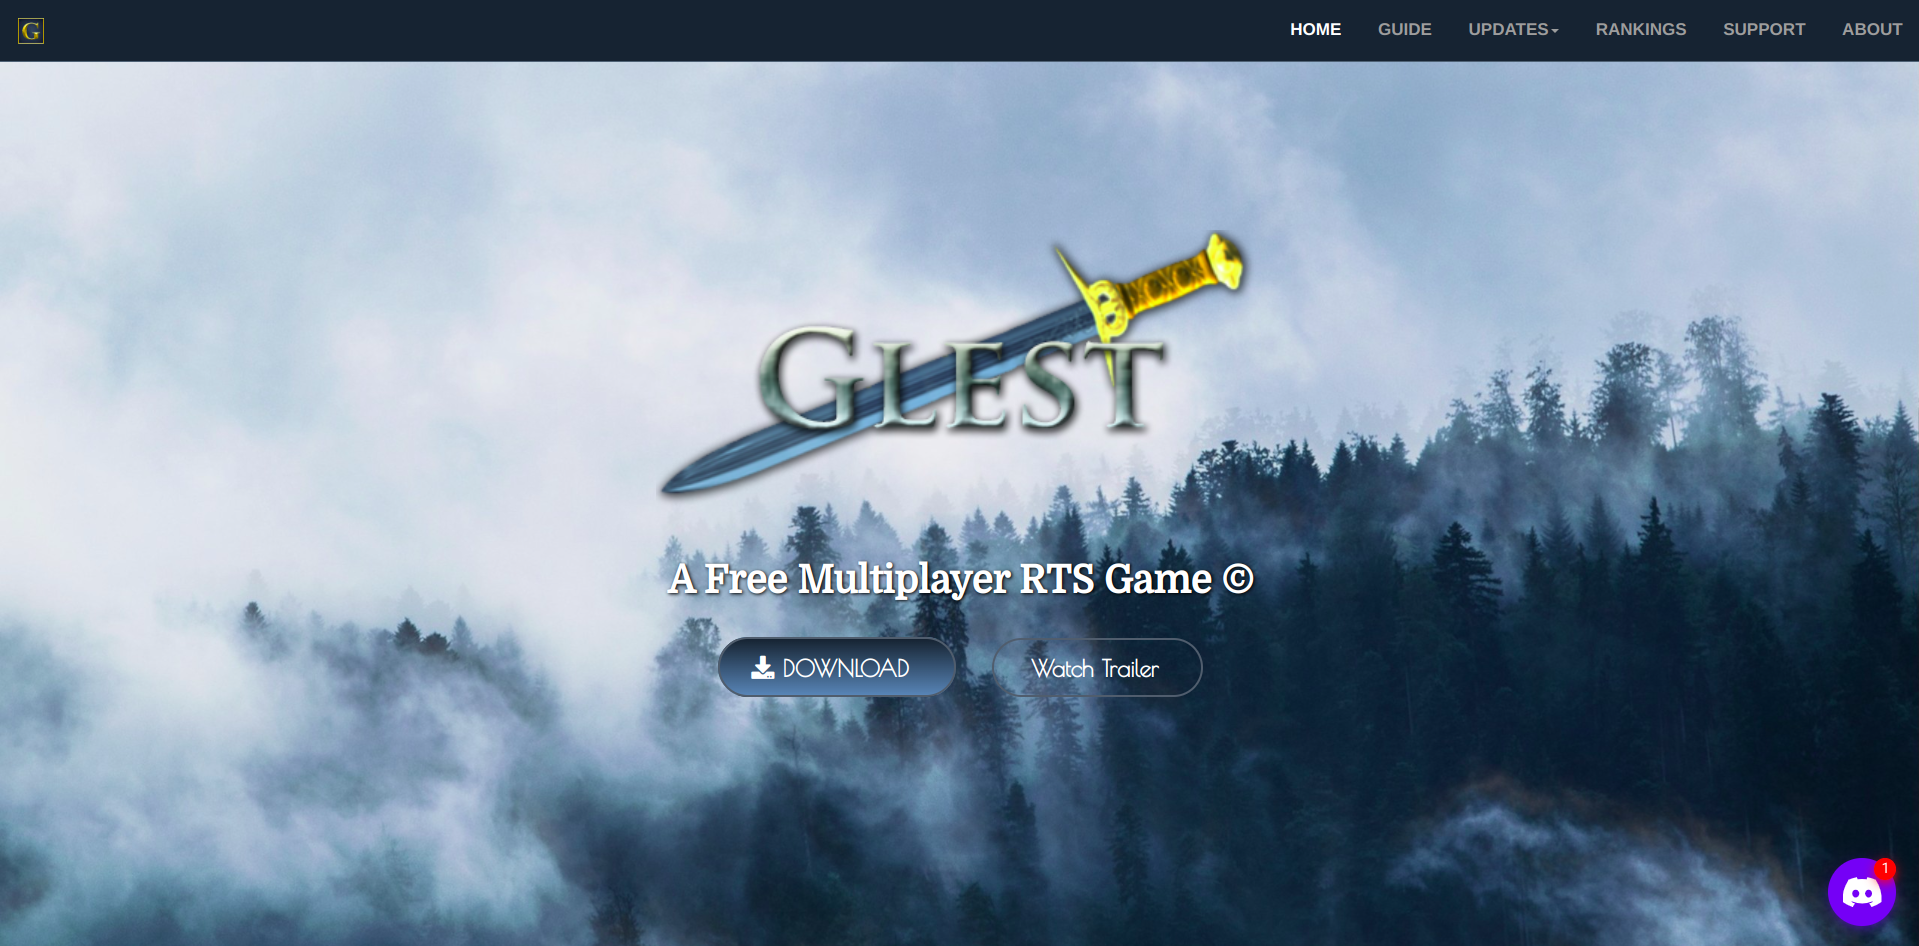 G
HOME GUIDE UPDATES RANKINGS SUPPORT ABOUT
GLEST
A Free Multiplayer RTS Game ©
DOWNLOAD Watch Trailer
1